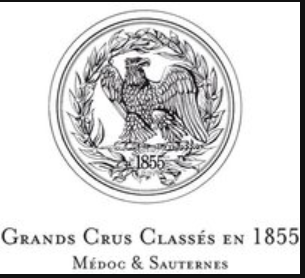 1855
GRANDS CRUS CLASSÉS EN 1855
MÉDOC & SAUTERNES